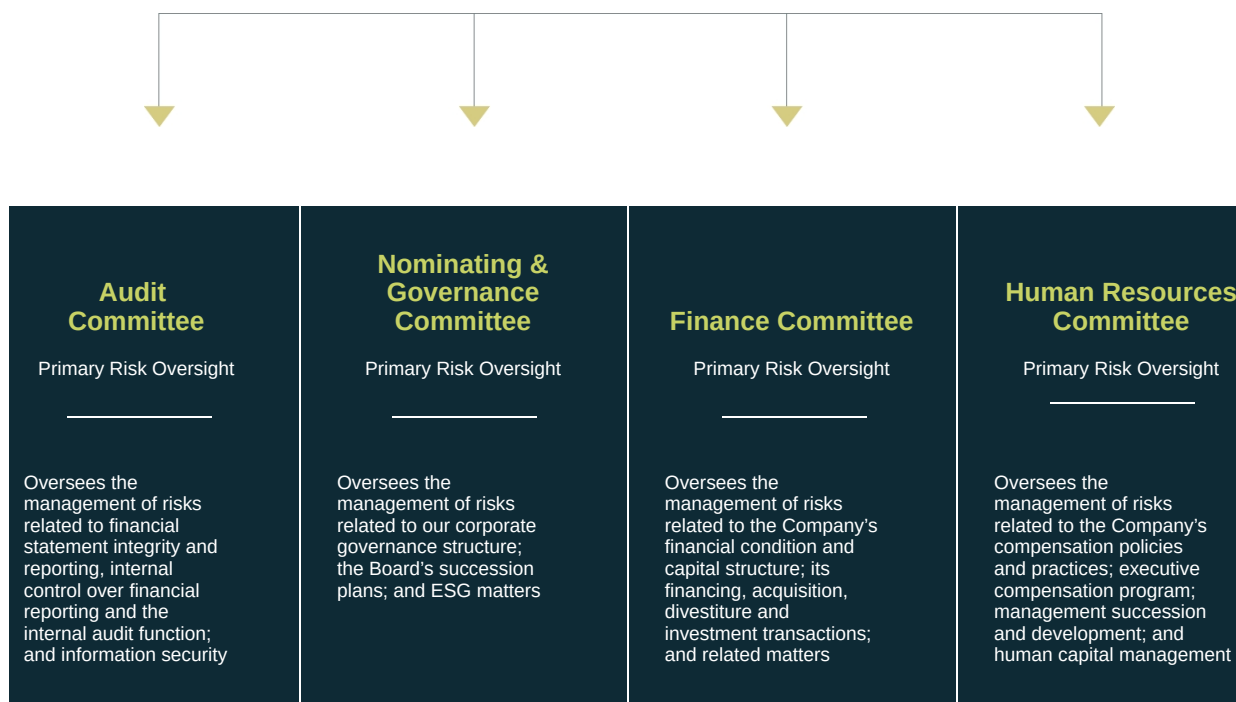 Audit
Committee
Primary Risk Oversight
Oversees the
management of risks
related to financial
statement integrity and
reporting, internal
control over financial
reporting and the
internal audit function;
and information security
Nominating &
Governance
Committee
Primary Risk Oversight
Oversees the
management of risks
related to our corporate
governance structure;
the Board’s succession
plans; and ESG matters
Finance Committee
Primary Risk Oversight
Oversees the
management of risks
related to the Company’s
financial condition and
capital structure; its
financing, acquisition,
divestiture and
investment transactions;
and related matters
Human Resources
Committee
Primary Risk Oversight
Oversees the
management of risks
related to the Company’s
compensation policies
and practices; executive
compensation program;
management succession
and development; and
human capital management